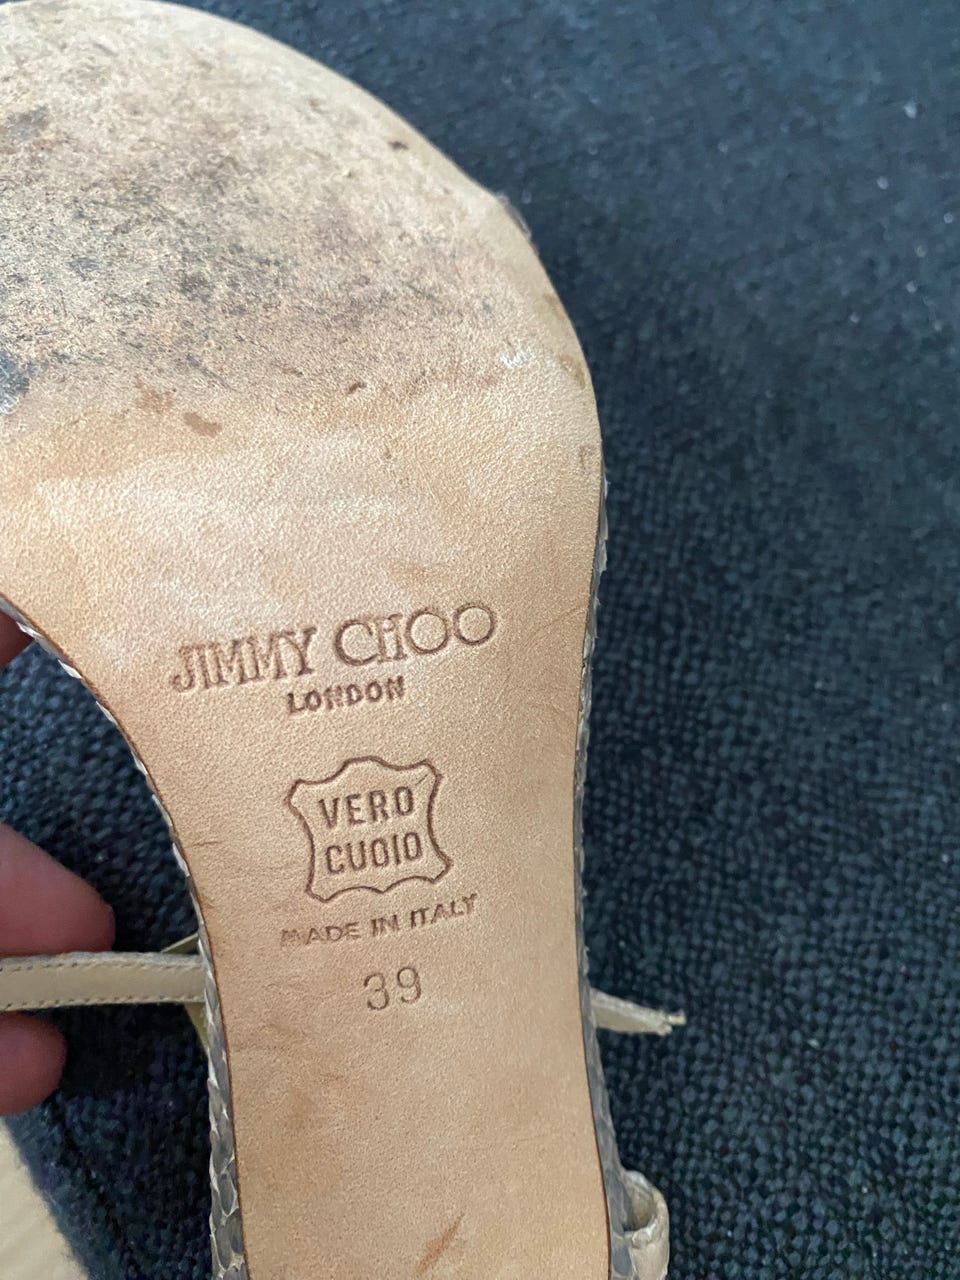 JIMMY CHOO
LONDON
VERO
CUOIO
MADE IN ITALY
39